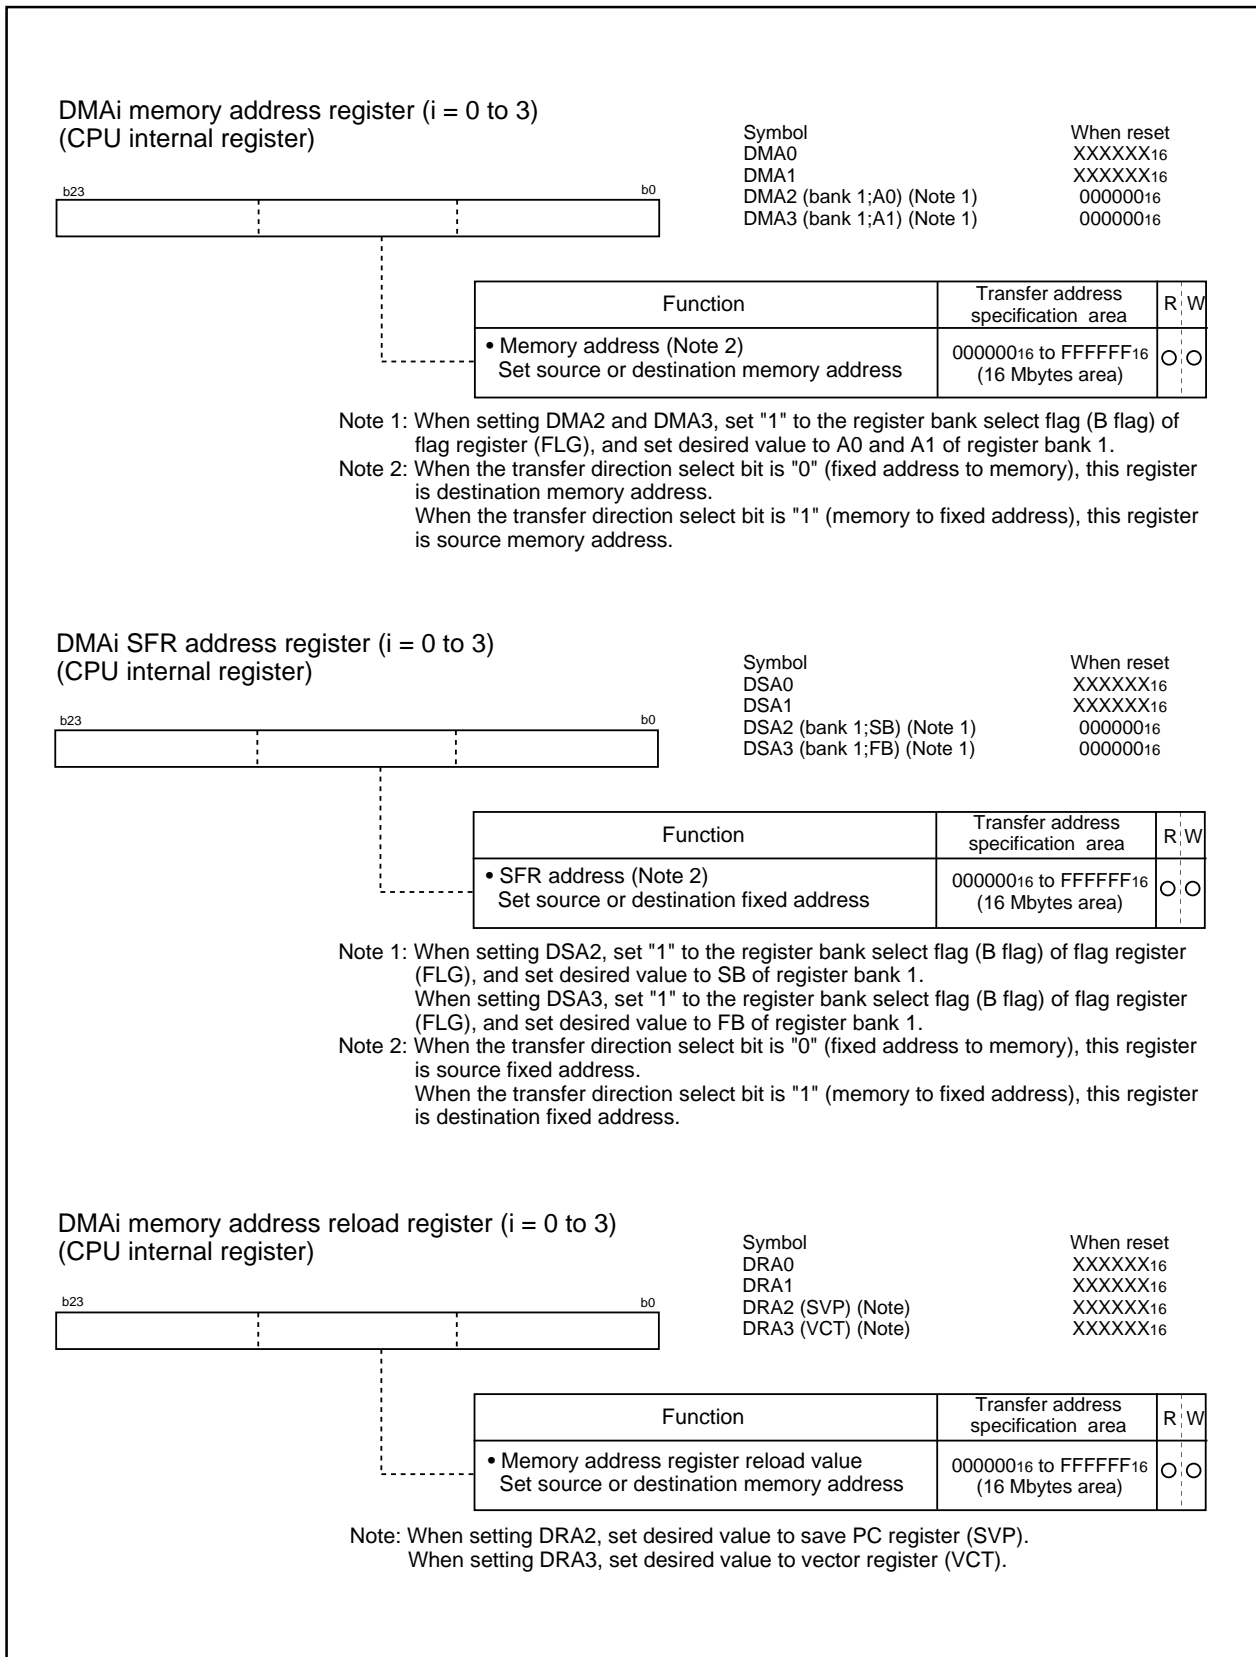 DMAi memory address register (i = 0 to 3)
(CPU internal register)
Symbol When reset
DMA0 XXXXXX16
DMA1 XXXXXX16
DMA2 (bank 1;A0) (Note 1) 00000016
DMA3 (bank 1;A1) (Note 1) 00000016
b23 b0
Function Transfer address specification area R W
• Memory address (Note 2)
Set source or destination memory address
00000016 to FFFFFF16
(16 Mbytes area)
Note 1: When setting DMA2 and DMA3, set "1" to the register bank select flag (B flag) of
flag register (FLG), and set desired value to A0 and A1 of register bank 1.
Note 2: When the transfer direction select bit is "0" (fixed address to memory), this register
is destination memory address.
When the transfer direction select bit is "1" (memory to fixed address), this register
is source memory address.
DMAi SFR address register (i = 0 to 3)
(CPU internal register)
Symbol When reset
DSA0 XXXXXX16
DSA1 XXXXXX16
DSA2 (bank 1;SB) (Note 1) 00000016
DSA3 (bank 1;FB) (Note 1) 00000016
b23 b0
Function Transfer address specification area R W
• SFR address (Note 2)
Set source or destination fixed address
00000016 to FFFFFF16
(16 Mbytes area)
Note 1: When setting DSA2, set "1" to the register bank select flag (B flag) of flag register
(FLG), and set desired value to SB of register bank 1.
When setting DSA3, set "1" to the register bank select flag (B flag) of flag register
(FLG), and set desired value to FB of register bank 1.
Note 2: When the transfer direction select bit is "0" (fixed address to memory), this register
is source fixed address.
When the transfer direction select bit is "1" (memory to fixed address), this register
is destination fixed address.
DMAi memory address reload register (i = 0 to 3)
(CPU internal register)
Symbol When reset
DRA0 XXXXXX16
DRA1 XXXXXX16
DRA2 (SVP) (Note) XXXXXX16
DRA3 (VCT) (Note) XXXXXX16
b23 b0
Function Transfer address specification area R W
• Memory address register reload value
Set source or destination memory address
00000016 to FFFFFF16
(16 Mbytes area)
Note: When setting DRA2, set desired value to save PC register (SVP).
When setting DRA3, set desired value to vector register (VCT).